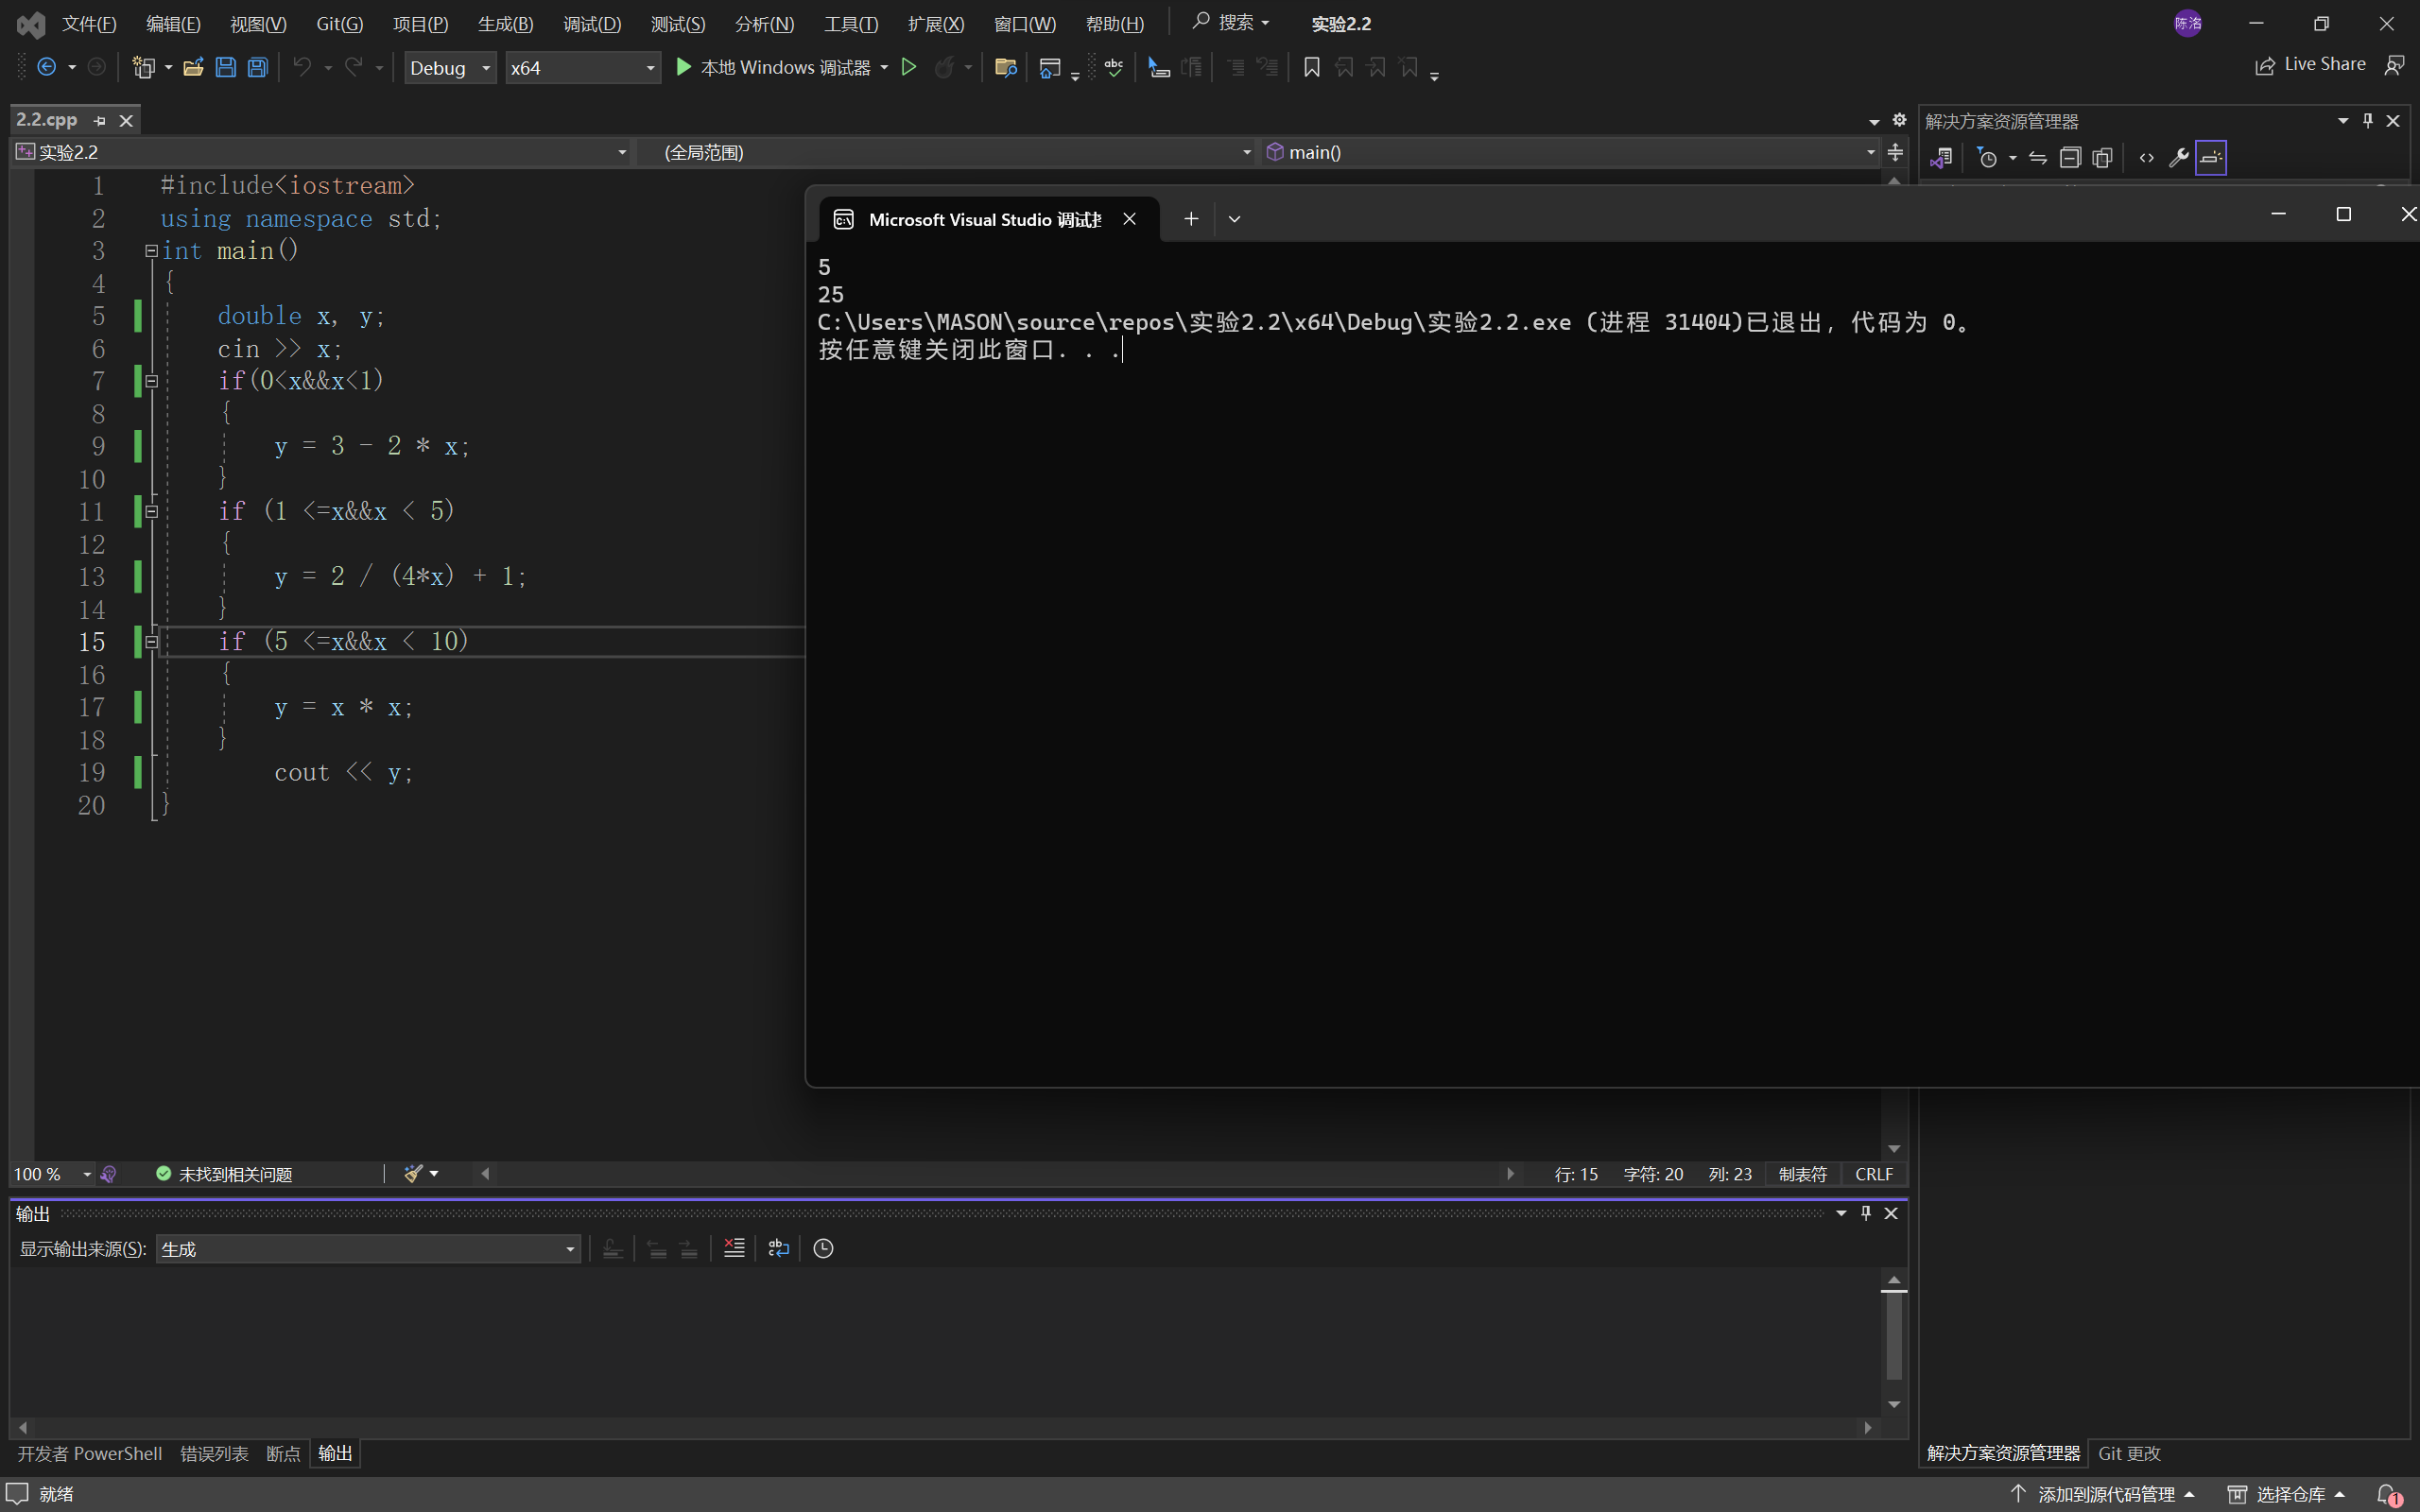 文件(F) 编辑(E) 视图(V) Git(G) 项目(P) 生成(B) 调试(D) 测试(S) 分析(N) 工具(T) 扩展(X) 窗口(W) 帮助(H) 搜索 实验2.2 陈洛
Debug x64 本地 Windows 调试器 Live Share
2.2.cpp
实验2.2 (全局范围) main()
解决方案资源管理器
1 #include<iostream>
2 using namespace std;
3 int main()
4 {
5 double x, y;
6 cin >> x;
7 if(0<x&&x<1)
8 {
9 y = 3 - 2 * x;
10 }
11 if (1 <=x&&x < 5)
12 {
13 y = 2 / (4*x) + 1;
14 }
15 if (5 <=x&&x < 10)
16 {
17 y = x * x;
18 }
19 cout << y;
20 }
Microsoft Visual Studio 调试
5
25
C:\Users\MASON\source\repos\实验2.2\x64\Debug\实验2.2.exe (进程 31404)已退出，代码为 0。
按任意键关闭此窗口. . .
100 % 未找到相关问题 行: 15 字符: 20 列: 23 制表符 CRLF
输出
显示输出来源(S): 生成
开发者 PowerShell 错误列表 断点 输出
解决方案资源管理器 Git 更改
就绪 添加到源代码管理 选择仓库 1